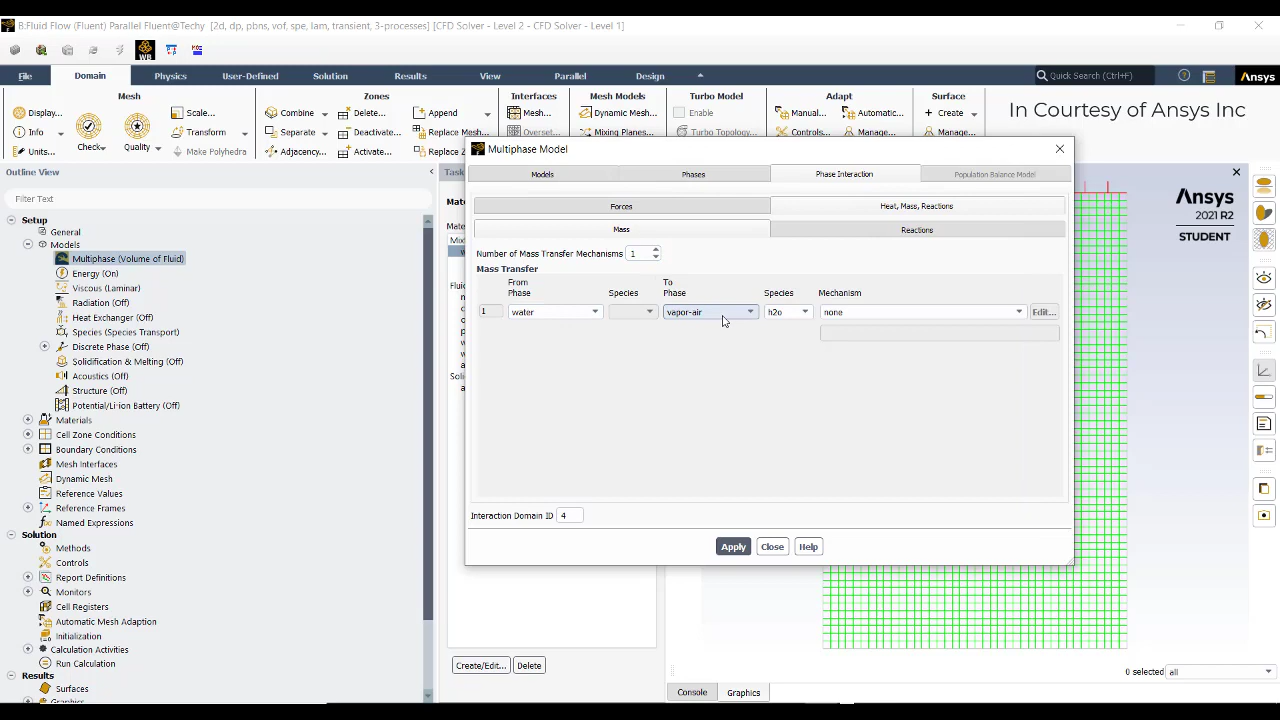 B:Fluid Flow (Fluent) Parallel Fluent@Techy [2d, dp, pbns, vof, spe, lam, transient, 3-processes] [CFD Solver - Level 2 - CFD Solver - Level 1]
WB
File Domain Physics User-Defined Solution Results View Parallel Design Quick Search (Ctrl+F) Ansys
Mesh Zones Interfaces Mesh Models Turbo Model Adapt Surface
Display... Scale... Combine Delete... Append Mesh... Dynamic Mesh... Enable Manual... Automatic... Create
In Courtesy of Ansys Inc
Info Check Quality Transform Separate Deactivate... Replace Mesh... Overset... Mixing Planes... Turbo Topology... Controls... Manage... Manage...
Units... Make Polyhedra Adjacency... Activate... Replace Z
Outline View
Filter Text
Setup
General
Models
Multiphase (Volume of Fluid)
Energy (On)
Viscous (Laminar)
Radiation (Off)
Heat Exchanger (Off)
Species (Species Transport)
Discrete Phase (Off)
Solidification & Melting (Off)
Acoustics (Off)
Structure (Off)
Potential/Li-ion Battery (Off)
Materials
Cell Zone Conditions
Boundary Conditions
Mesh Interfaces
Dynamic Mesh
Reference Values
Reference Frames
Named Expressions
Solution
Methods
Controls
Report Definitions
Monitors
Cell Registers
Automatic Mesh Adaption
Initialization
Calculation Activities
Run Calculation
Results
Surfaces
Graphics
Task
Mate
Mate
Mix
Flui
Soli
Create/Edit... Delete
Multiphase Model
Models Phases Phase Interaction Population Balance Model
Forces Heat, Mass, Reactions
Mass Reactions
Number of Mass Transfer Mechanisms 1
Mass Transfer
From To
Phase Species Phase Species Mechanism
1 water vapor-air h2o none Edit...
Interaction Domain ID 4
Apply Close Help
Ansys
2021 R2
STUDENT
0 selected all
Console Graphics